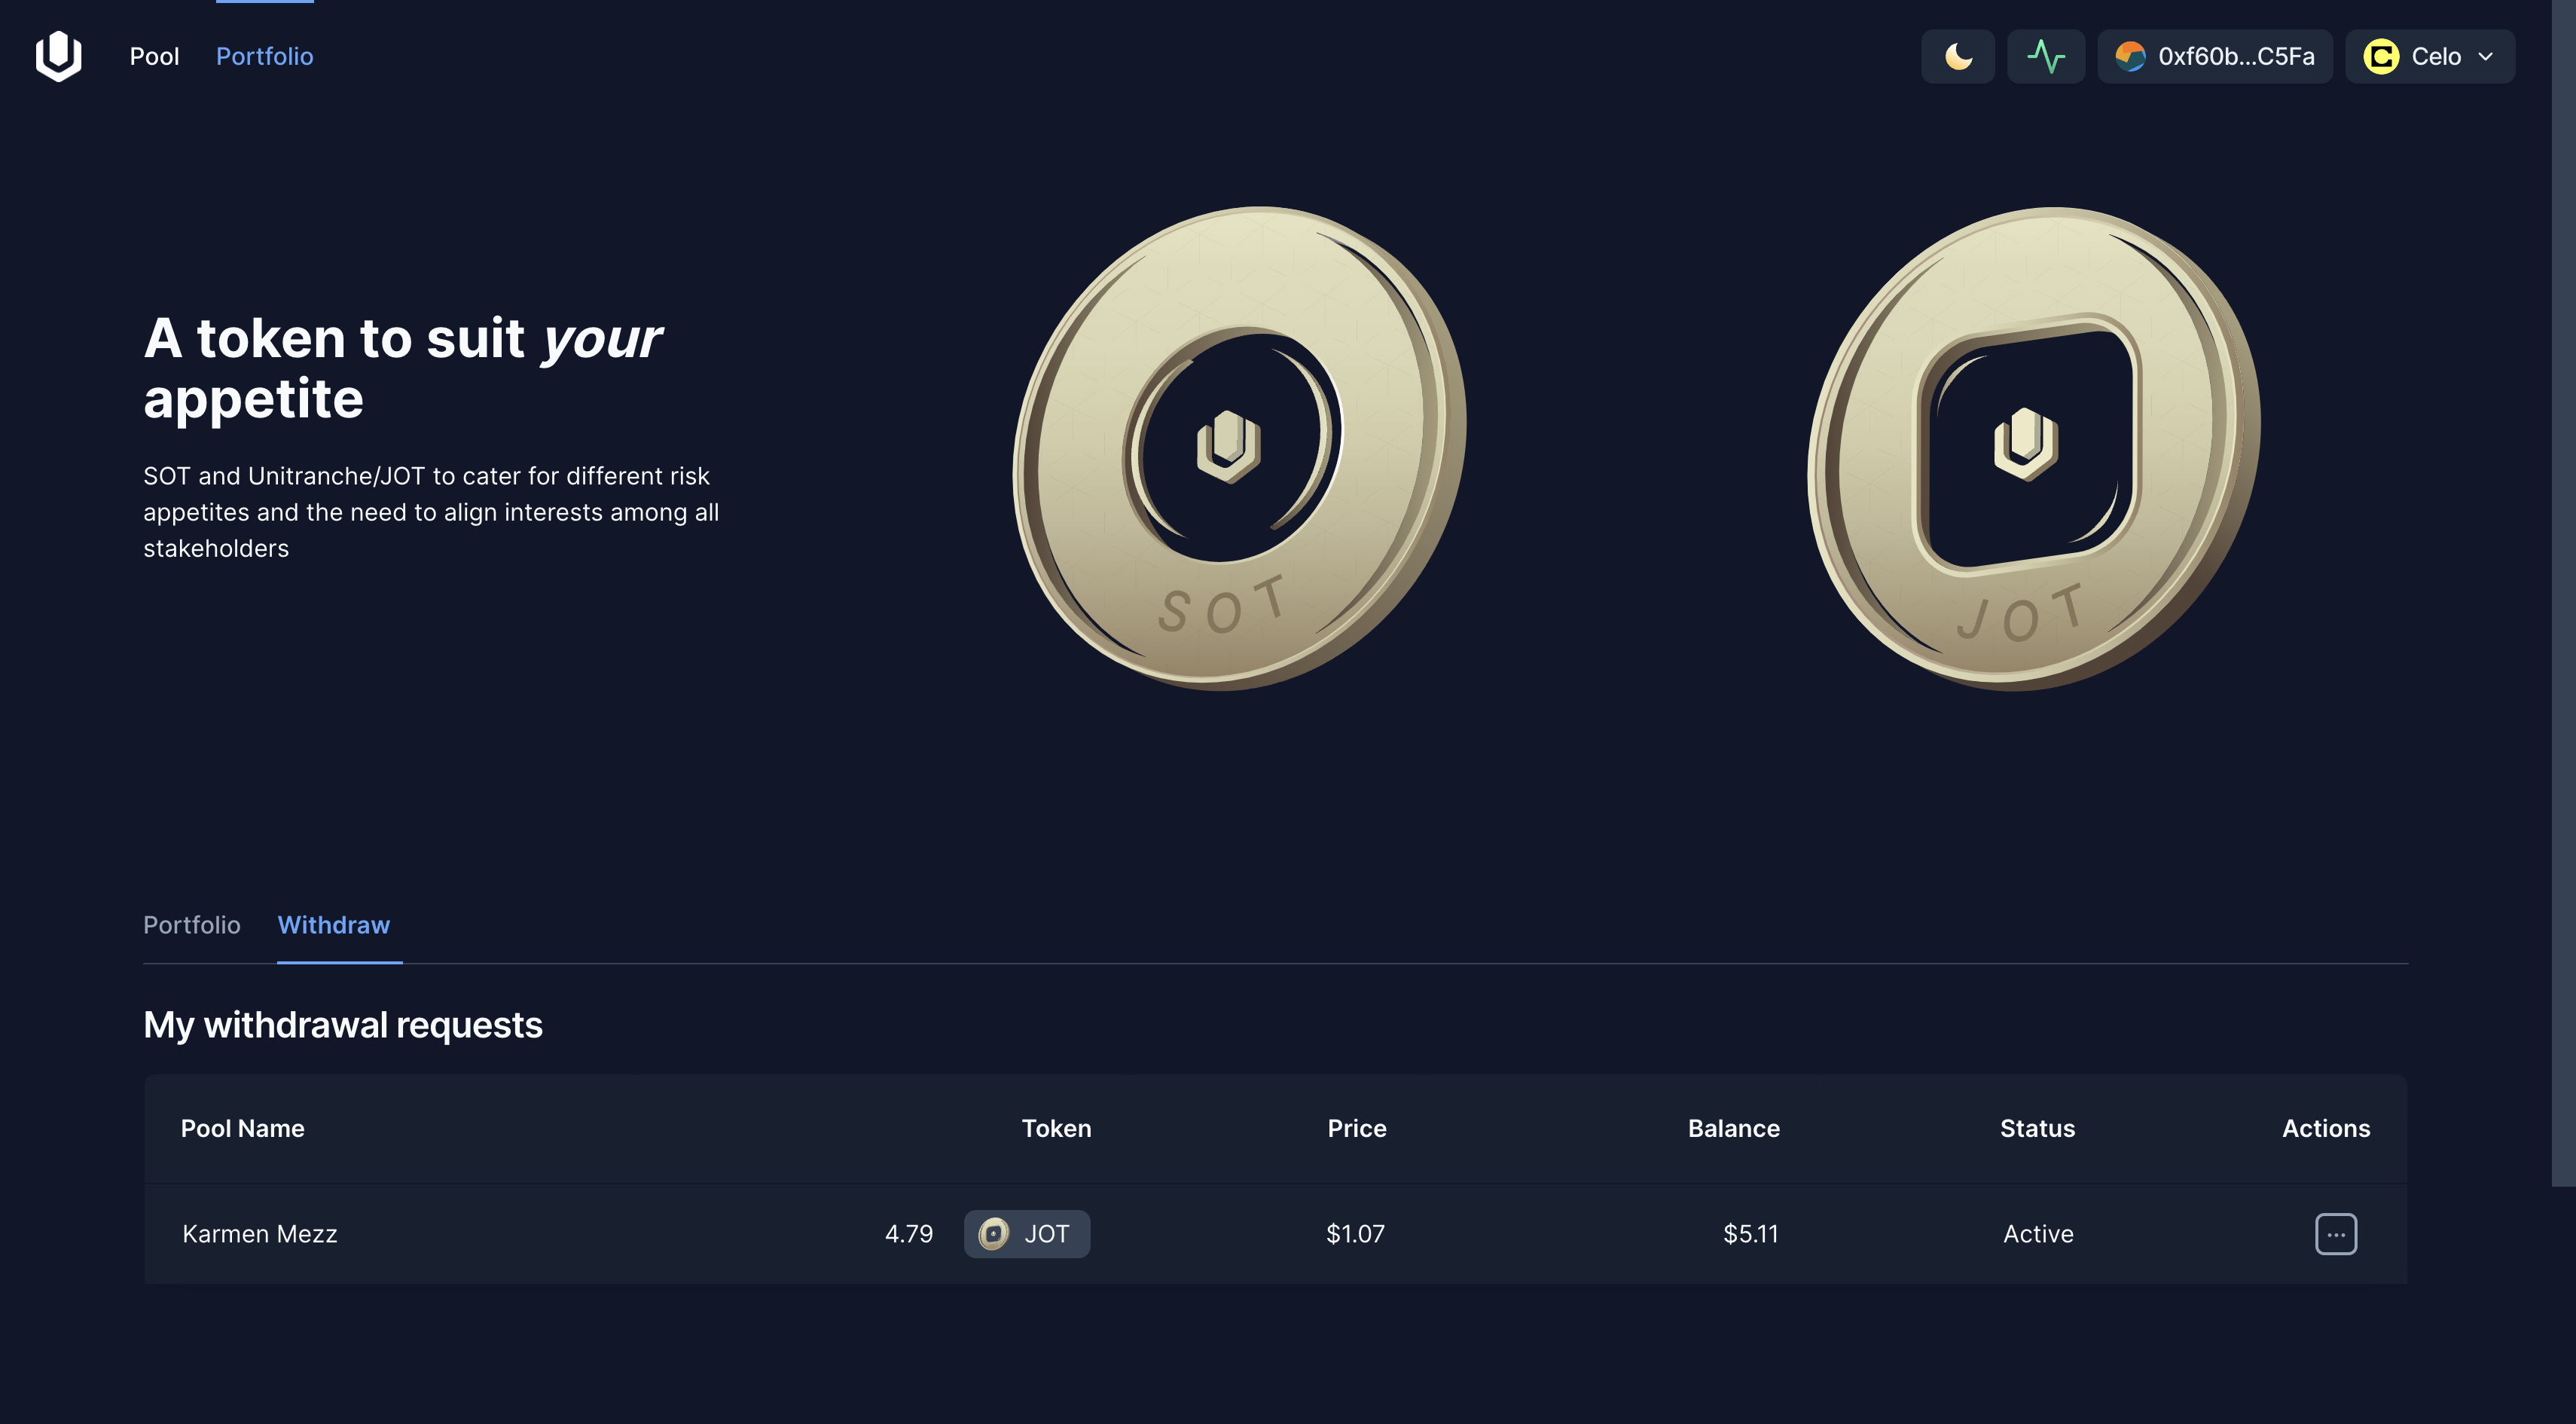 Pool Portfolio 0xf60b...C5Fa Celo
A token to suit your
appetite
SOT and Unitranche/JOT to cater for different risk
appetites and the need to align interests among all
stakeholders
SOT
JOT
Portfolio Withdraw
My withdrawal requests
Pool Name Token Price Balance Status Actions
Karmen Mezz 4.79 JOT $1.07 $5.11 Active